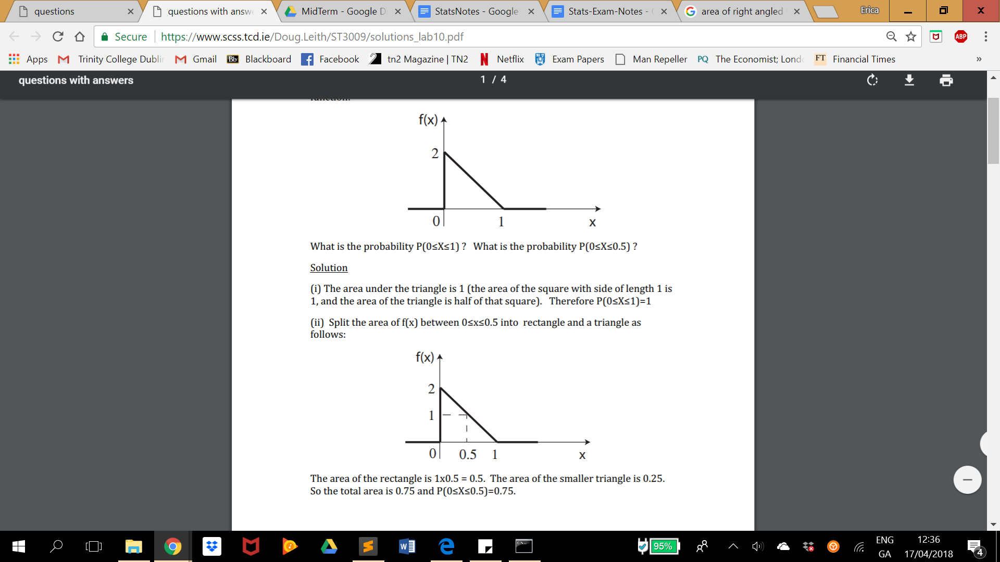 questions
questions with answ
MidTerm - Google D
StatsNotes - Google
Stats-Exam-Notes -
area of right angled
Erica
Secure
https://www.scss.tcd.ie/Doug.Leith/ST3009/solutions_lab10.pdf
ABP
Apps
Trinity College Dublin
Gmail
Bb
Blackboard
Facebook
tn2 Magazine | TN2
Netflix
Exam Papers
Man Repeller
PQ
The Economist; Lond
FT
Financial Times
»
questions with answers
1 / 4
function.
f(x)
2
0
1
x
What is the probability P(0≤X≤1) ? What is the probability P(0≤X≤0.5) ?
Solution
(i) The area under the triangle is 1 (the area of the square with side of length 1 is
1, and the area of the triangle is half of that square). Therefore P(0≤X≤1)=1
(ii) Split the area of f(x) between 0≤x≤0.5 into rectangle and a triangle as
follows:
f(x)
2
1
0
0.5
1
x
The area of the rectangle is 1x0.5 = 0.5. The area of the smaller triangle is 0.25.
So the total area is 0.75 and P(0≤X≤0.5)=0.75.
95%
ENG
GA
12:36
17/04/2018
4